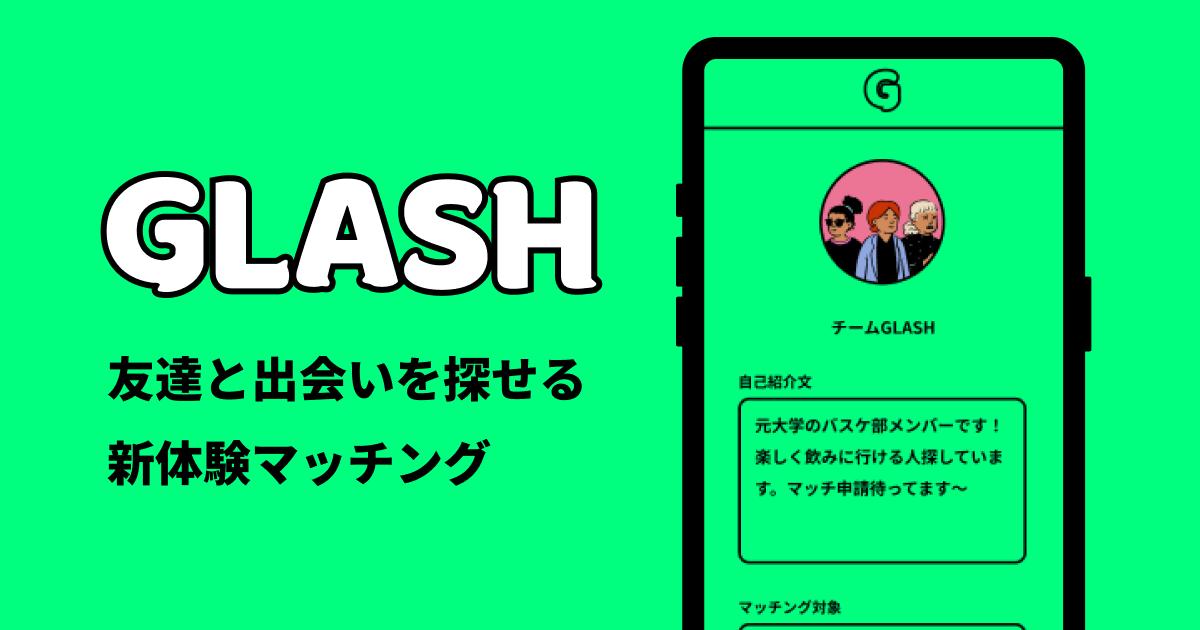 GLASH
友達と出会いを探せる
新体験マッチング
G
チームGLASH
自己紹介文
元大学のバスケ部メンバーです！
楽しく飲みに行ける人探していま
す。マッチ申請待ってます〜
マッチング対象